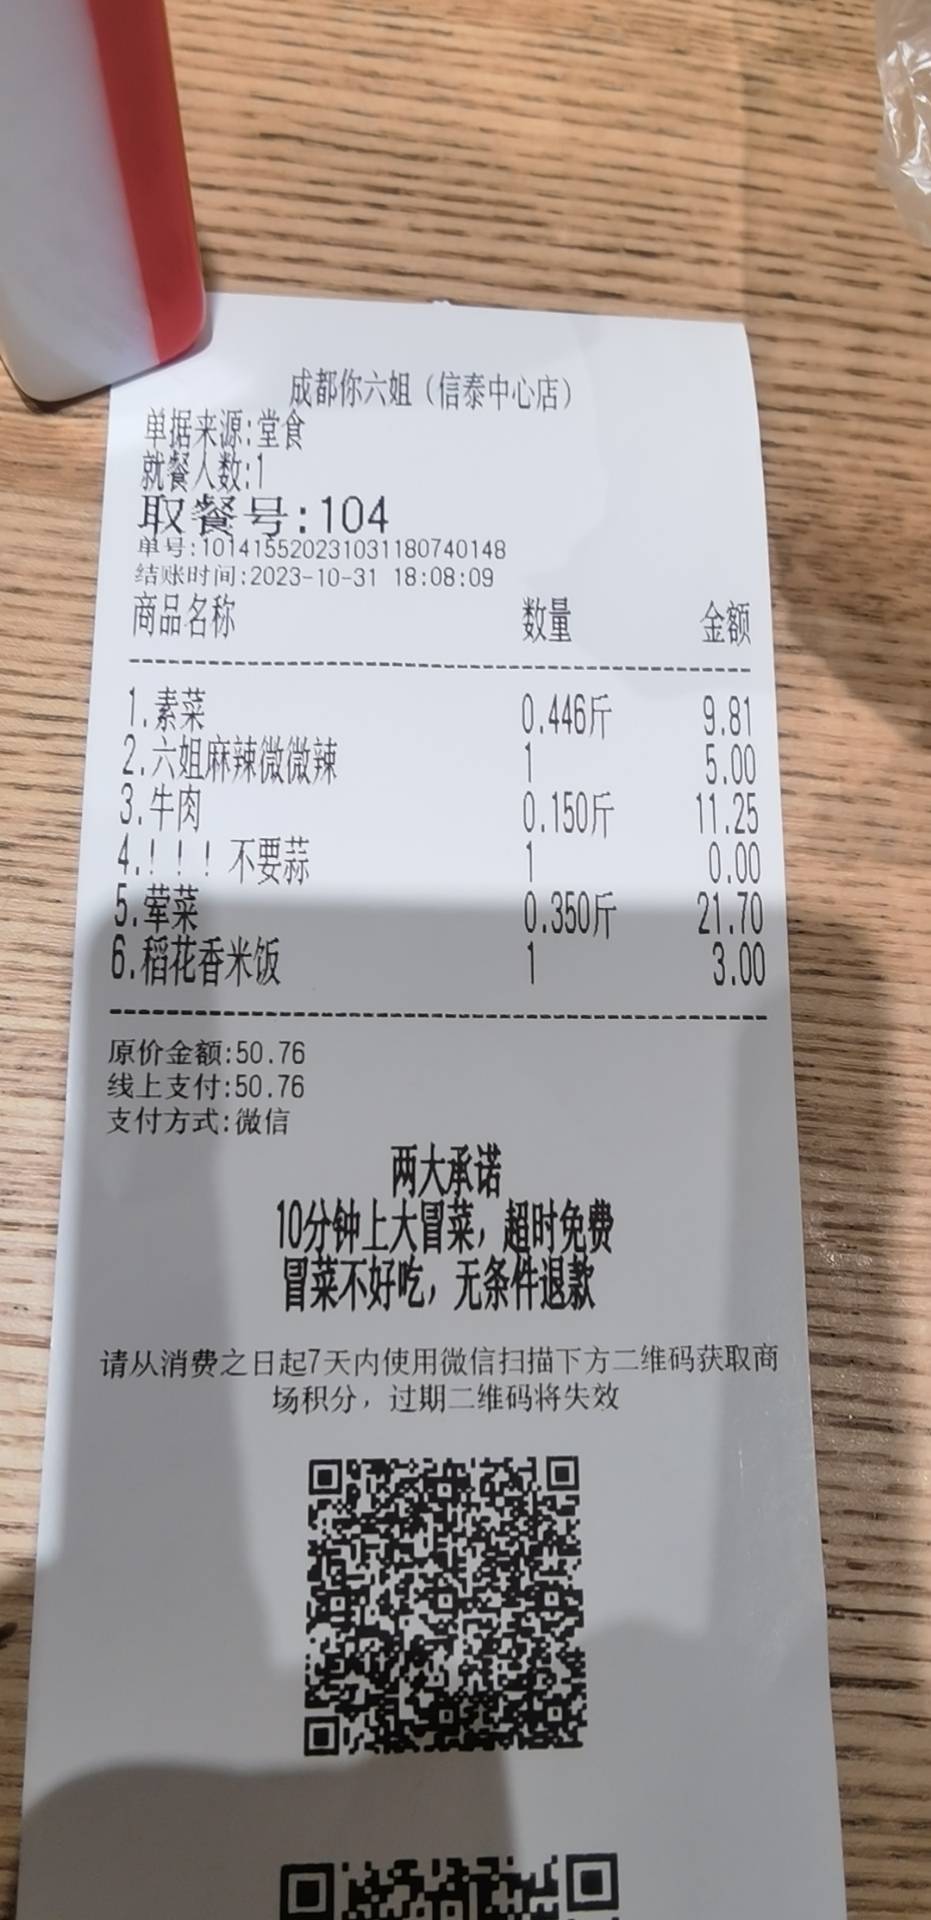 成都你六姐（信泰中心店）
单据来源:堂食
就餐人数:1
取餐号:104
单号:101415520231031180740148
结账时间:2023-10-31 18:08:09
商品名称 数量 金额
1.素菜 0.446斤 9.81
2.六姐麻辣微微辣 1 5.00
3.牛肉 0.150斤 11.25
4.！！！不要蒜 1 0.00
5.荤菜 0.350斤 21.70
6.稻花香米饭 1 3.00
原价金额:50.76
线上支付:50.76
支付方式:微信
两大承诺
10分钟上大冒菜，超时免费
冒菜不好吃，无条件退款
请从消费之日起7天内使用微信扫描下方二维码获取商
场积分，过期二维码将失效